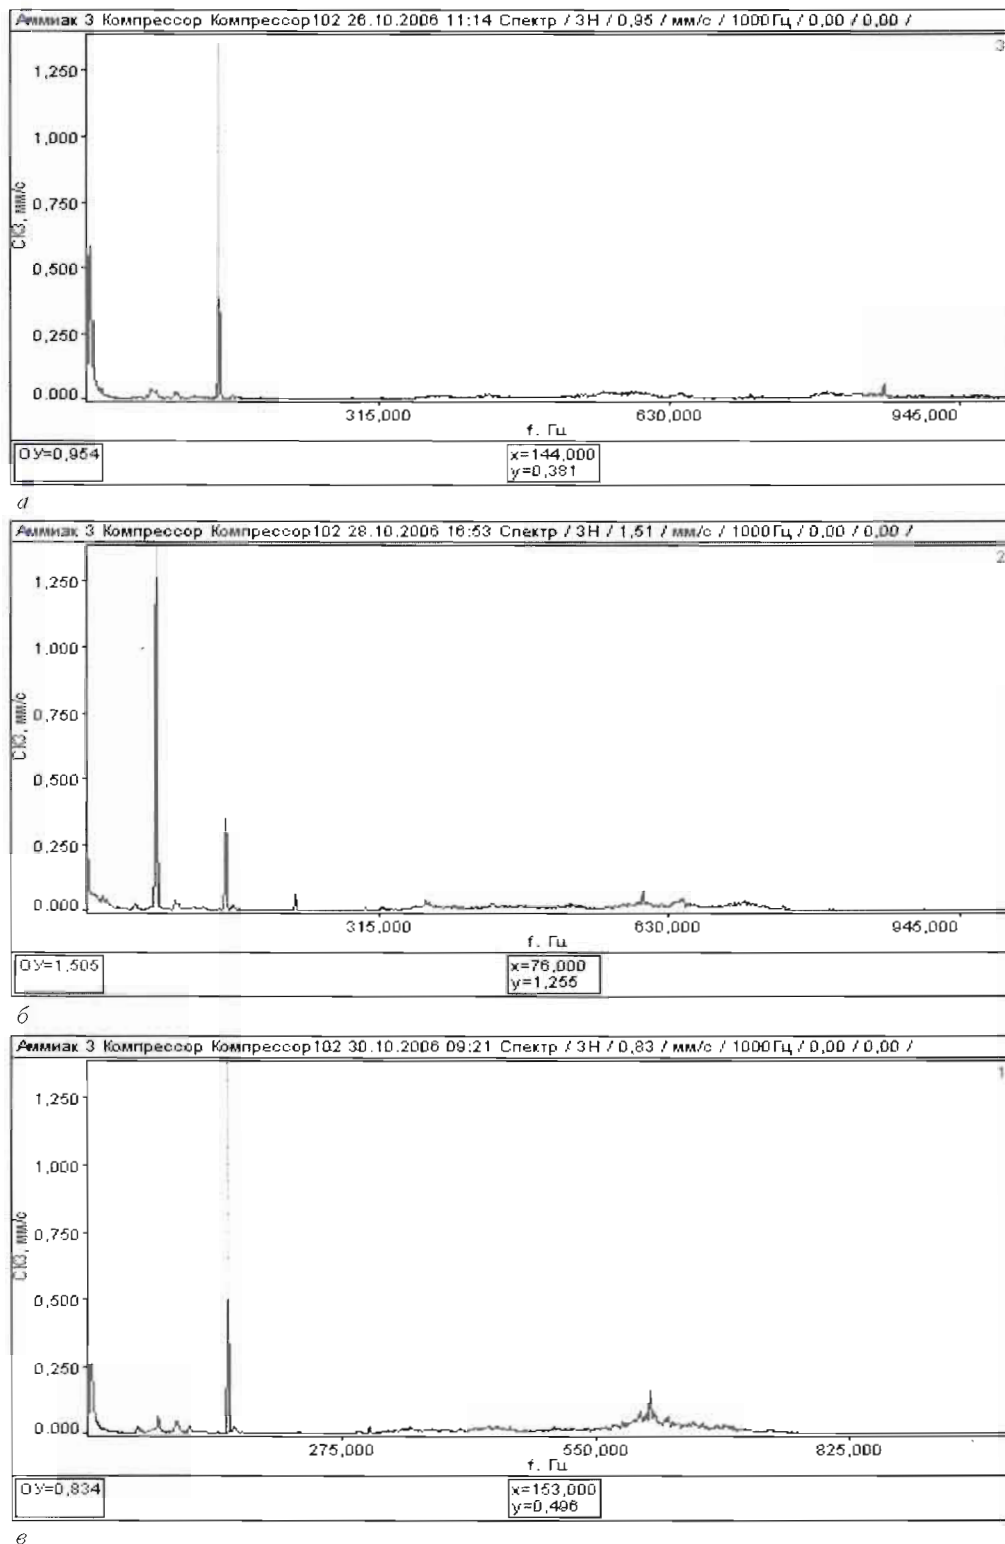 Аммиак 3 Компрессор Компрессор102 26.10.2006 11:14 Спектр / 3Н / 0,95 / мм/с / 1000Гц / 0,00 / 0,00 /
3
1,250
1,000
0,750
0,500
0,250
0.000
СКЗ, мм/с
315,000 630,000 945,000
f. Гц
ОУ=0,954
x=144,000
y=0,381
а
Аммиак 3 Компрессор Компрессор102 28.10.2006 16:53 Спектр / 3Н / 1,51 / мм/с / 1000Гц / 0,00 / 0,00 /
2
1,250
1.000
0,750
0,500
0,250
0.000
СКЗ, мм/с
315,000 630,000 945,000
f. Гц
ОУ=1,505
x=76,000
y=1,255
б
Аммиак 3 Компрессор Компрессор102 30.10.2006 09:21 Спектр / 3Н / 0,83 / мм/с / 1000Гц / 0,00 / 0,00 /
1
1,250
1,000
0,750
0,500
0,250
0.000
СКЗ, мм/с
275,000 550,000 825,000
f. Гц
ОУ=0,834
x=153,000
y=0,496
в